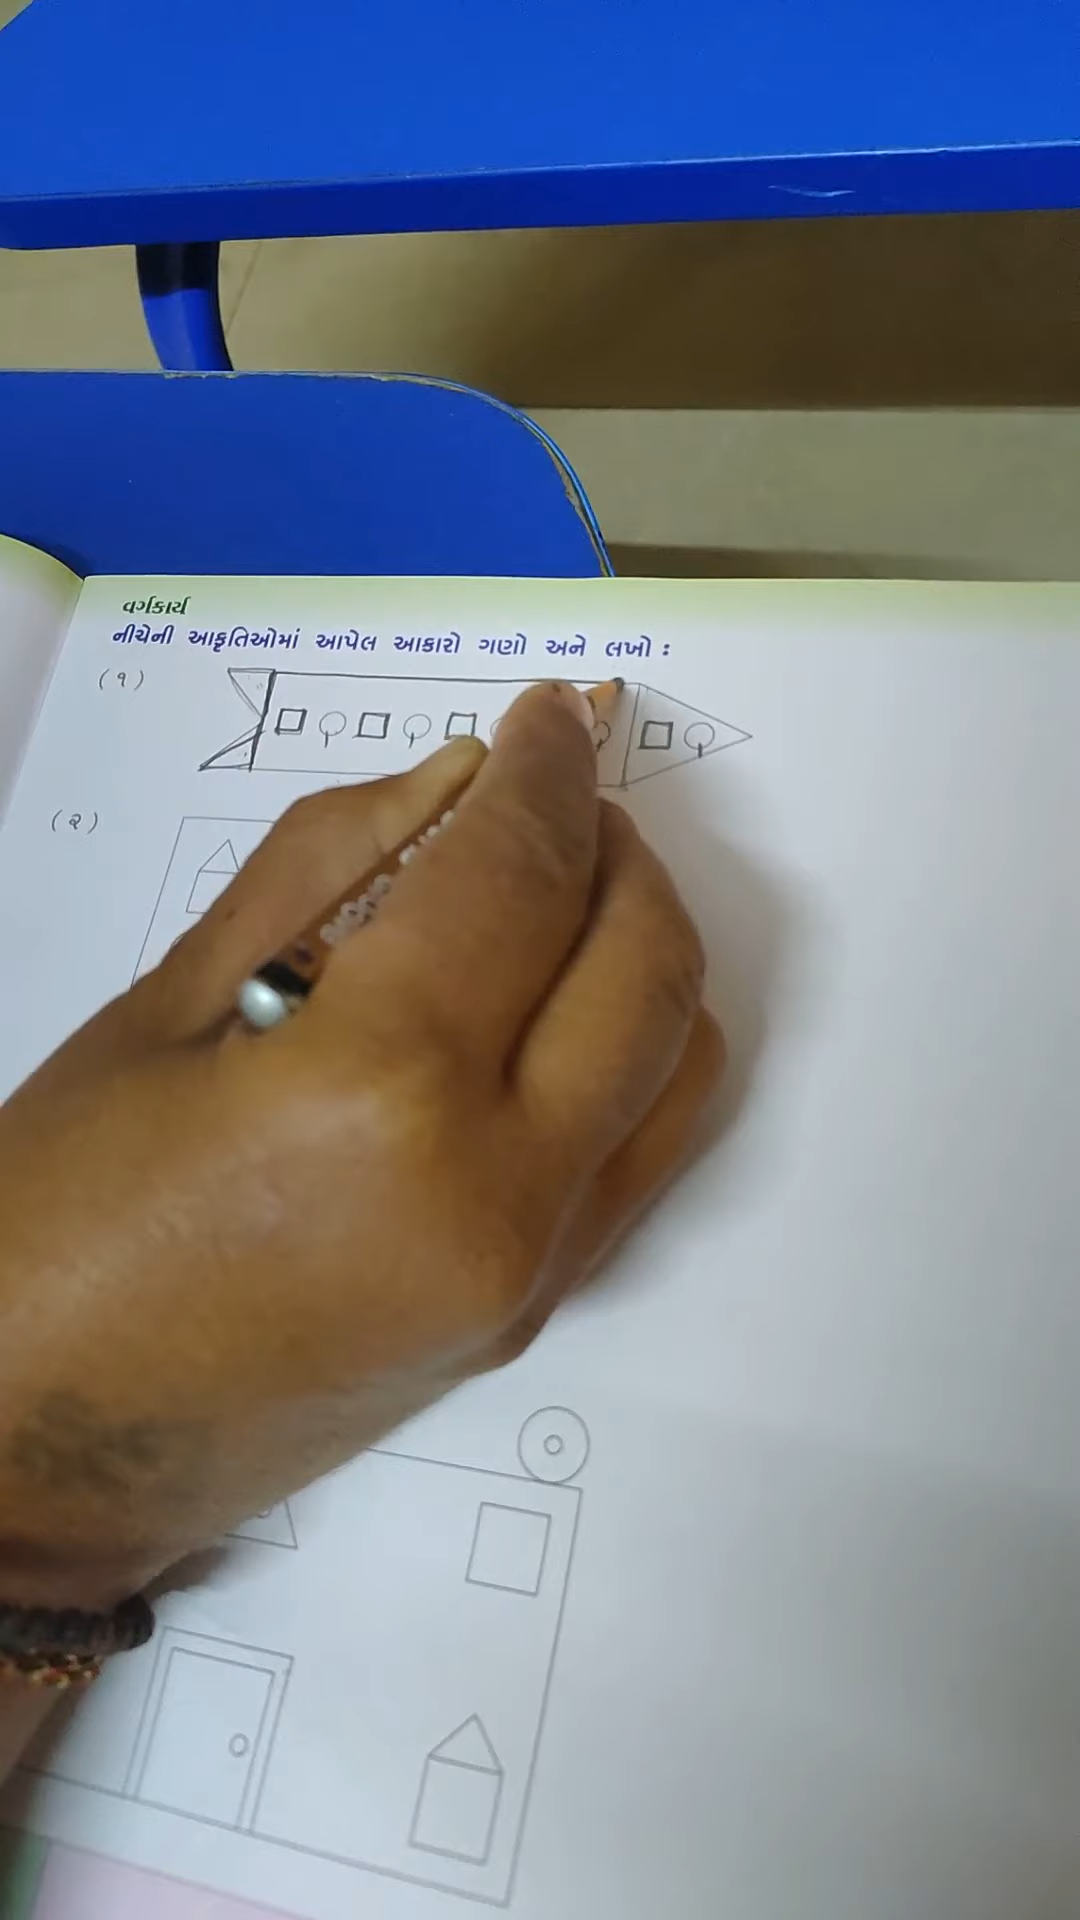 વર્ગકાર્ય
નીચેની આકૃતિઓમાં આપેલ આકારો ગણો અને લખો :
(૧)
(૨)